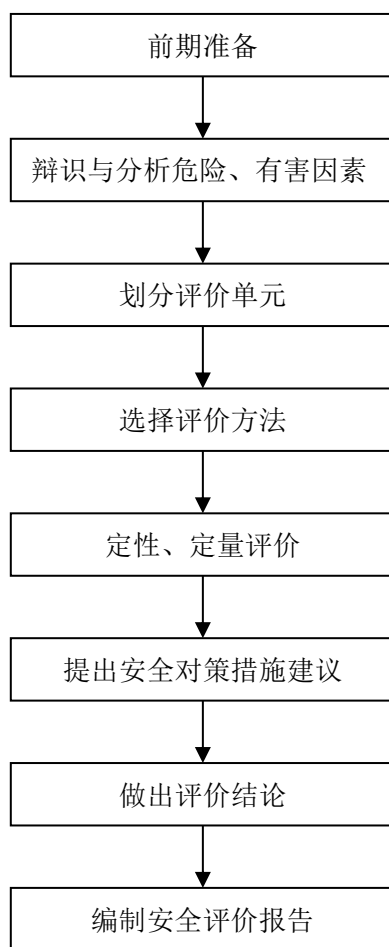 前期准备
辩识与分析危险、有害因素
划分评价单元
选择评价方法
定性、定量评价
提出安全对策措施建议
做出评价结论
编制安全评价报告